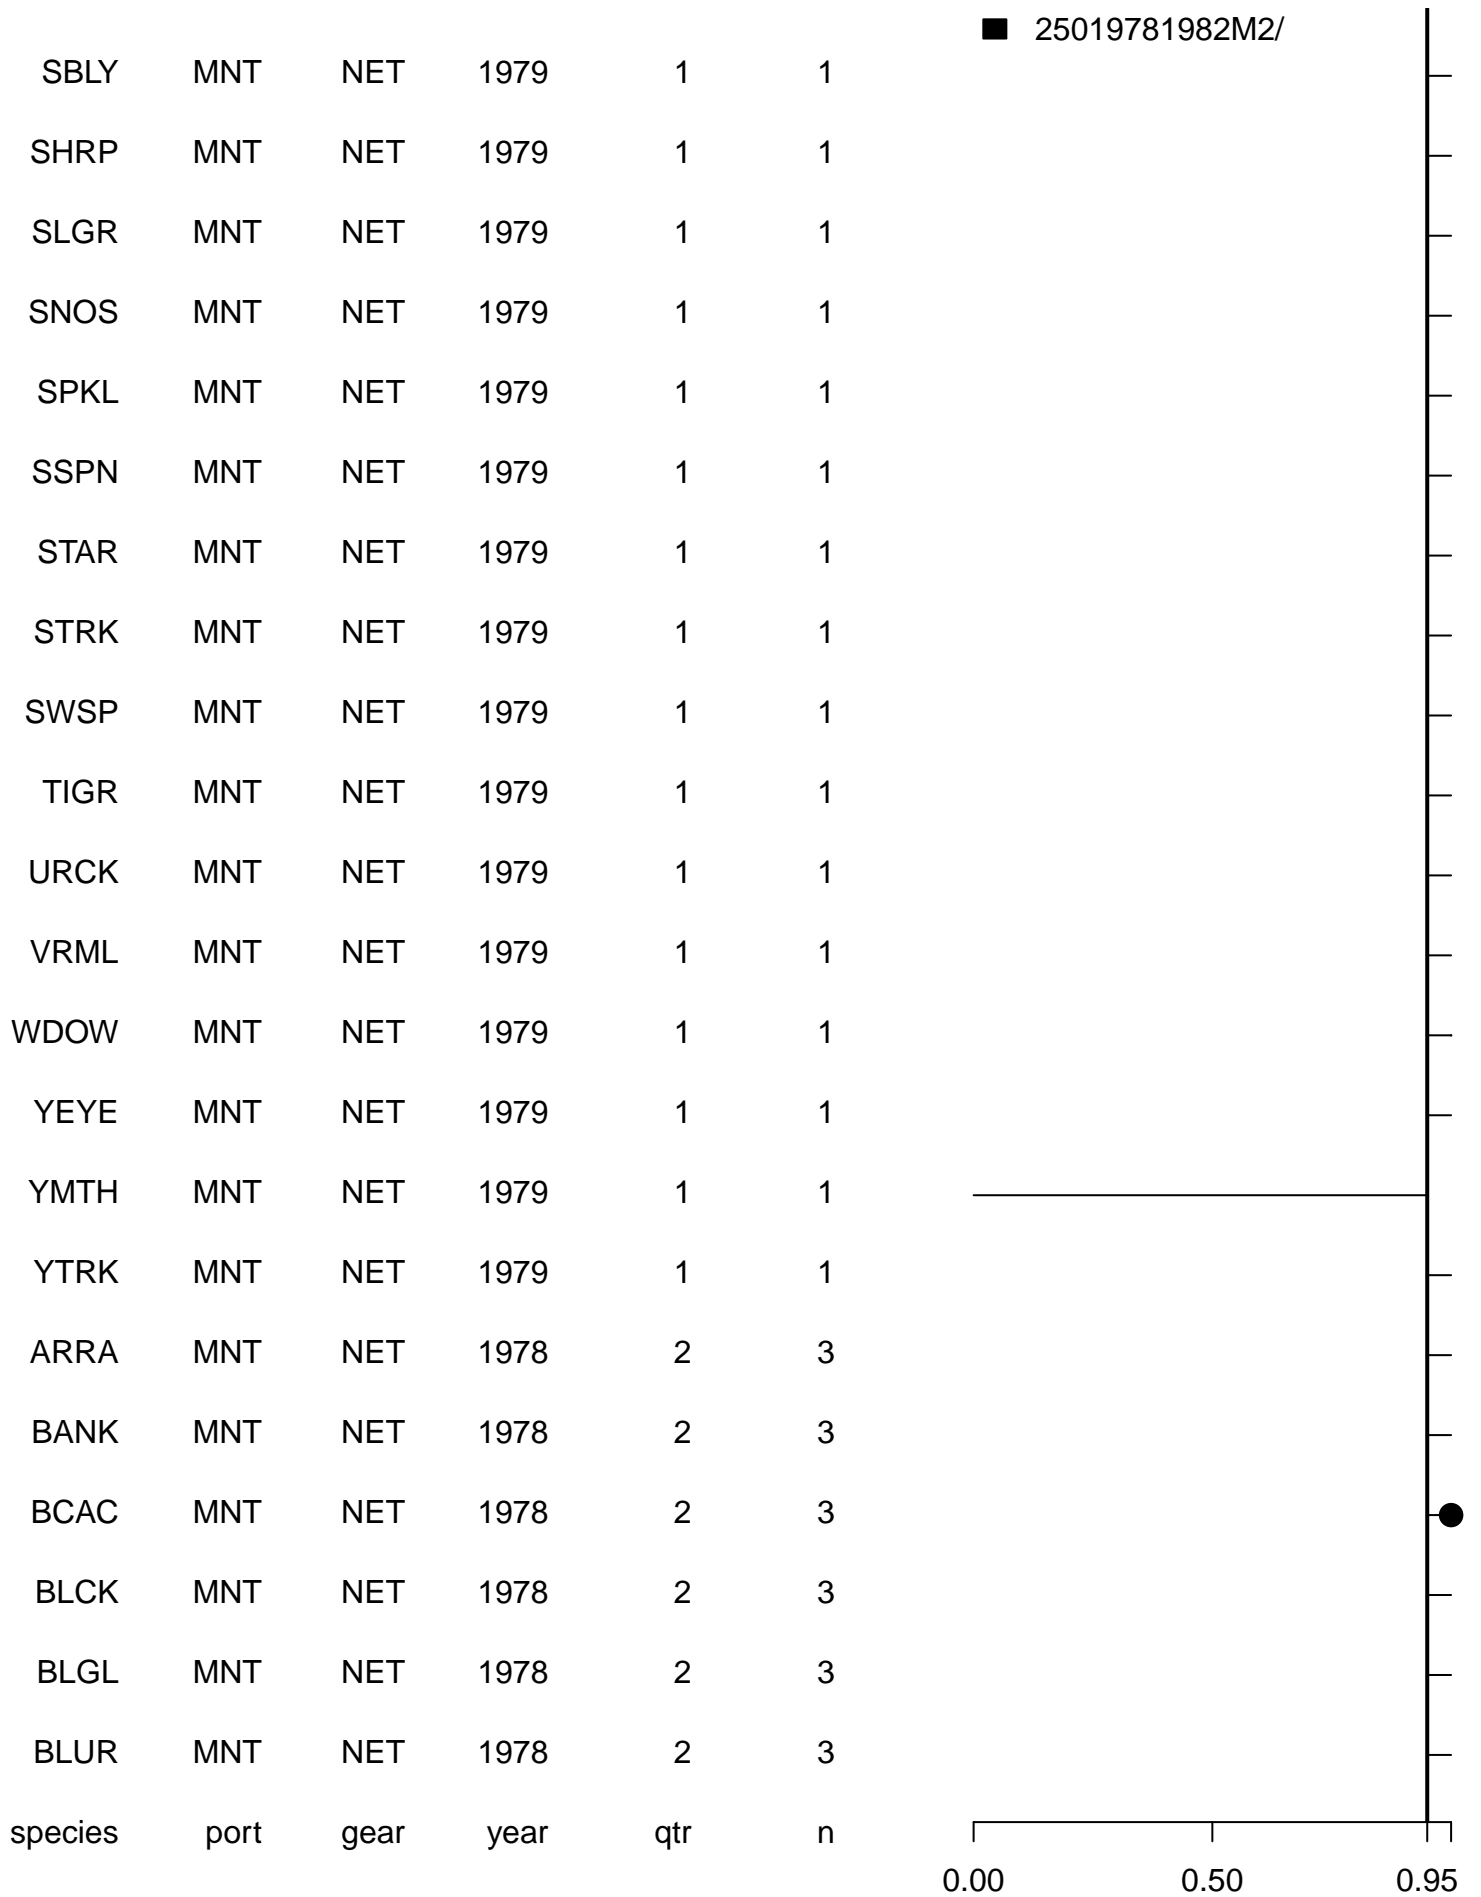 25019781982M2/
SBLY MNT NET 1979 1 1
SHRP MNT NET 1979 1 1
SLGR MNT NET 1979 1 1
SNOS MNT NET 1979 1 1
SPKL MNT NET 1979 1 1
SSPN MNT NET 1979 1 1
STAR MNT NET 1979 1 1
STRK MNT NET 1979 1 1
SWSP MNT NET 1979 1 1
TIGR MNT NET 1979 1 1
URCK MNT NET 1979 1 1
VRML MNT NET 1979 1 1
WDOW MNT NET 1979 1 1
YEYE MNT NET 1979 1 1
YMTH MNT NET 1979 1 1
YTRK MNT NET 1979 1 1
ARRA MNT NET 1978 2 3
BANK MNT NET 1978 2 3
BCAC MNT NET 1978 2 3
BLCK MNT NET 1978 2 3
BLGL MNT NET 1978 2 3
BLUR MNT NET 1978 2 3
species port gear year qtr n
0.00 0.50 0.95